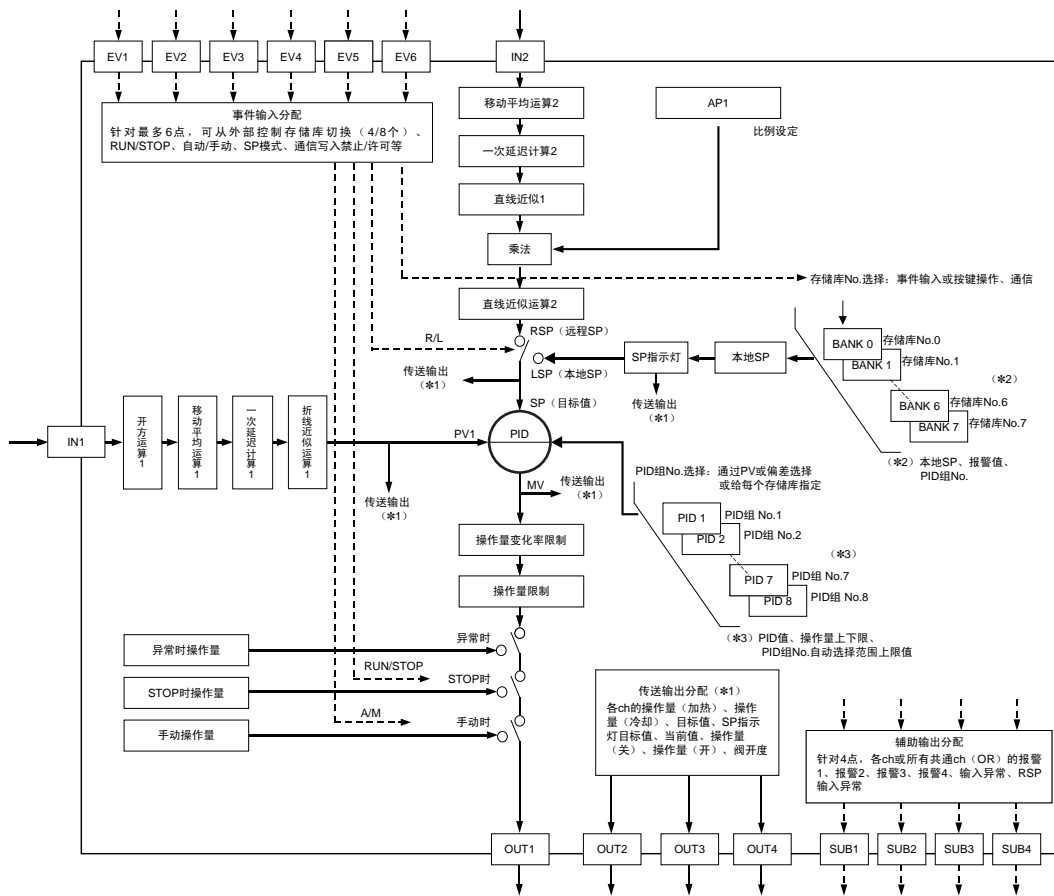 EV1
EV2
EV3
EV4
EV5
EV6
IN2
事件输入分配
针对最多6点，可从外部控制存储库切换（4/8个）、
RUN/STOP、自动/手动、SP模式、通信写入禁止/许可等
移动平均运算2
AP1
比例设定
一次延迟计算2
直线近似1
乘法
存储库No.选择：事件输入或按键操作、通信
直线近似运算2
R/L
RSP（远程SP）
LSP（本地SP）
SP指示灯
本地SP
BANK 0
存储库No.0
BANK 1
存储库No.1
（✽2）
BANK 6
存储库No.6
BANK 7
存储库No.7
（✽2）本地SP、报警值、
PID组No.
传送输出
（✽1）
传送输出
（✽1）
SP（目标值）
IN1
开方运算1
移动平均运算1
一次延迟计算1
折线近似运算1
PV1
PID
传送输出
（✽1）
MV
传送输出
（✽1）
PID组No.选择：通过PV或偏差选择
或给每个存储库指定
PID 1
PID组 No.1
PID 2
PID组 No.2
（✽3）
PID 7
PID组 No.7
PID 8
PID组 No.8
（✽3）PID值、操作量上下限、
PID组No.自动选择范围上限值
操作量变化率限制
操作量限制
异常时操作量
异常时
RUN/STOP
STOP时操作量
STOP时
A/M
手动操作量
手动时
传送输出分配（✽1）
各ch的操作量（加热）、操作
量（冷却）、目标值、SP指示
灯目标值、当前值、操作量
（关）、操作量（开）、阀开度
辅助输出分配
针对4点，各ch或所有共通ch（OR）的报警
1、报警2、报警3、报警4、输入异常、RSP
输入异常
OUT1
OUT2
OUT3
OUT4
SUB1
SUB2
SUB3
SUB4